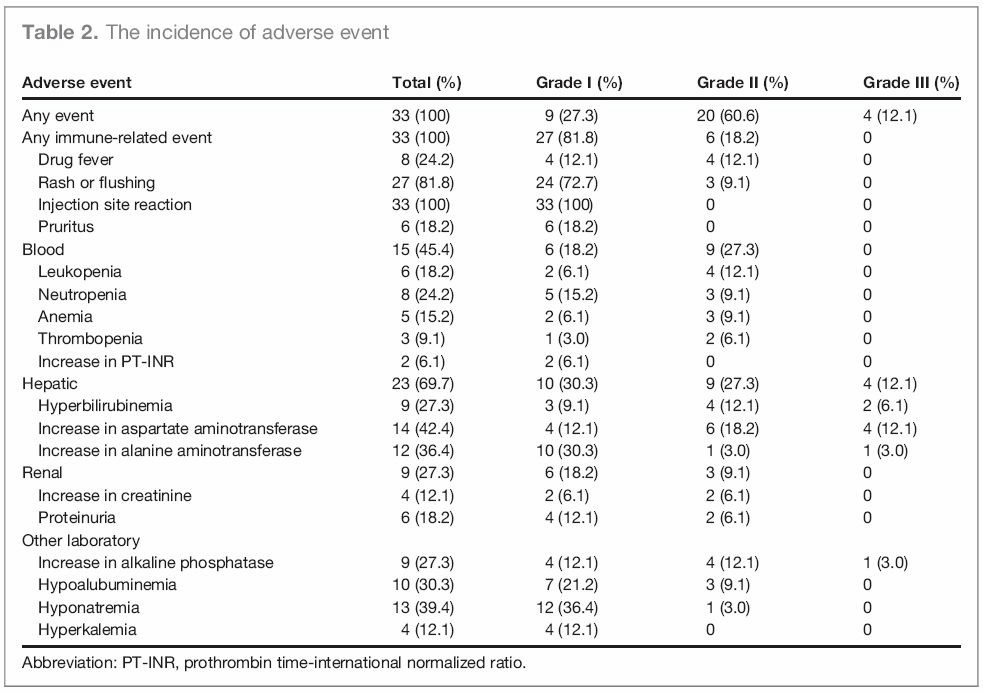 Table 2. The incidence of adverse event
Adverse event Total (%) Grade I (%) Grade II (%) Grade III (%)
Any event 33 (100) 9 (27.3) 20 (60.6) 4 (12.1)
Any immune-related event 33 (100) 27 (81.8) 6 (18.2) 0
Drug fever 8 (24.2) 4 (12.1) 4 (12.1) 0
Rash or flushing 27 (81.8) 24 (72.7) 3 (9.1) 0
Injection site reaction 33 (100) 33 (100) 0 0
Pruritus 6 (18.2) 6 (18.2) 0 0
Blood 15 (45.4) 6 (18.2) 9 (27.3) 0
Leukopenia 6 (18.2) 2 (6.1) 4 (12.1) 0
Neutropenia 8 (24.2) 5 (15.2) 3 (9.1) 0
Anemia 5 (15.2) 2 (6.1) 3 (9.1) 0
Thrombopenia 3 (9.1) 1 (3.0) 2 (6.1) 0
Increase in PT-INR 2 (6.1) 2 (6.1) 0 0
Hepatic 23 (69.7) 10 (30.3) 9 (27.3) 4 (12.1)
Hyperbilirubinemia 9 (27.3) 3 (9.1) 4 (12.1) 2 (6.1)
Increase in aspartate aminotransferase 14 (42.4) 4 (12.1) 6 (18.2) 4 (12.1)
Increase in alanine aminotransferase 12 (36.4) 10 (30.3) 1 (3.0) 1 (3.0)
Renal 9 (27.3) 6 (18.2) 3 (9.1) 0
Increase in creatinine 4 (12.1) 2 (6.1) 2 (6.1) 0
Proteinuria 6 (18.2) 4 (12.1) 2 (6.1) 0
Other laboratory
Increase in alkaline phosphatase 9 (27.3) 4 (12.1) 4 (12.1) 1 (3.0)
Hypoalubuminemia 10 (30.3) 7 (21.2) 3 (9.1) 0
Hyponatremia 13 (39.4) 12 (36.4) 1 (3.0) 0
Hyperkalemia 4 (12.1) 4 (12.1) 0 0
Abbreviation: PT-INR, prothrombin time-international normalized ratio.